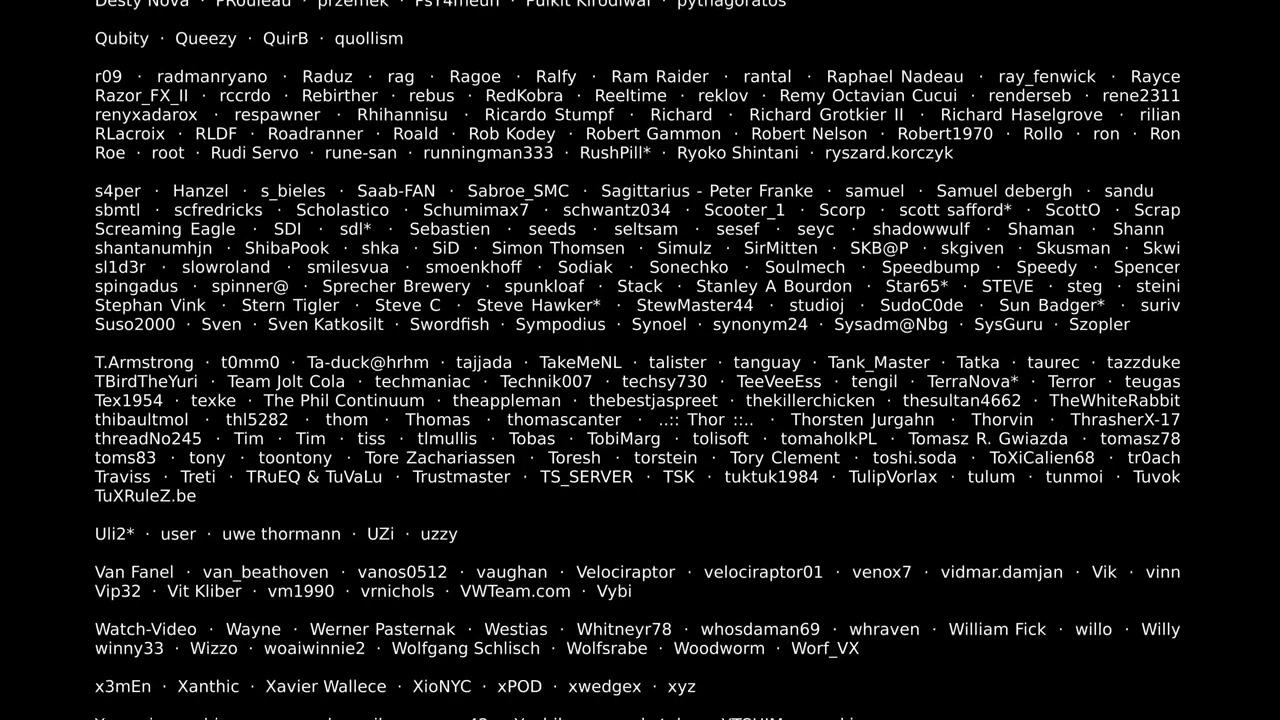 Desty Nova · PRouleau · przemek · PsT4meun · Pulkit Kirodiwal · pythagoratos
Qubity · Queezy · QuirB · quollism
r09 · radmanryano · Raduz · rag · Ragoe · Ralfy · Ram Raider · rantal · Raphael Nadeau · ray_fenwick · Rayce
Razor_FX_II · rccrdo · Rebirther · rebus · RedKobra · Reeltime · reklov · Remy Octavian Cucui · renderseb · rene2311
renyxadarox · respawner · Rhihannisu · Ricardo Stumpf · Richard · Richard Grotkier II · Richard Haselgrove · rilian
RLacroix · RLDF · Roadranner · Roald · Rob Kodey · Robert Gammon · Robert Nelson · Robert1970 · Rollo · ron · Ron
Roe · root · Rudi Servo · rune-san · runningman333 · RushPill* · Ryoko Shintani · ryszard.korczyk
s4per · Hanzel · s_bieles · Saab-FAN · Sabroe_SMC · Sagittarius - Peter Franke · samuel · Samuel debergh · sandu
sbmtl · scfredricks · Scholastico · Schumimax7 · schwantz034 · Scooter_1 · Scorp · scott safford* · ScottO · Scrap
Screaming Eagle · SDI · sdl* · Sebastien · seeds · seltsam · sesef · seyc · shadowwulf · Shaman · Shann
shantanumhjn · ShibaPook · shka · SiD · Simon Thomsen · Simulz · SirMitten · SKB@P · skgiven · Skusman · Skwi
sl1d3r · slowroland · smilesvua · smoenkhoff · Sodiak · Sonechko · Soulmech · Speedbump · Speedy · Spencer
spingadus · spinner@ · Sprecher Brewery · spunkloaf · Stack · Stanley A Bourdon · Star65* · STE\/E · steg · steini
Stephan Vink · Stern Tigler · Steve C · Steve Hawker* · StewMaster44 · studioj · SudoC0de · Sun Badger* · suriv
Suso2000 · Sven · Sven Katkosilt · Swordfish · Sympodius · Synoel · synonym24 · Sysadm@Nbg · SysGuru · Szopler
T.Armstrong · t0mm0 · Ta-duck@hrhm · tajjada · TakeMeNL · talister · tanguay · Tank_Master · Tatka · taurec · tazzduke
TBirdTheYuri · Team Jolt Cola · techmaniac · Technik007 · techsy730 · TeeVeeEss · tengil · TerraNova* · Terror · teugas
Tex1954 · texke · The Phil Continuum · theappleman · thebestjaspreet · thekillerchicken · thesultan4662 · TheWhiteRabbit
thibaultmol · thl5282 · thom · Thomas · thomascanter · ..:: Thor ::.. · Thorsten Jurgahn · Thorvin · ThrasherX-17
threadNo245 · Tim · Tim · tiss · tlmullis · Tobas · TobiMarg · tolisoft · tomaholkPL · Tomasz R. Gwiazda · tomasz78
toms83 · tony · toontony · Tore Zachariassen · Toresh · torstein · Tory Clement · toshi.soda · ToXiCalien68 · tr0ach
Traviss · Treti · TRuEQ & TuVaLu · Trustmaster · TS_SERVER · TSK · tuktuk1984 · TulipVorlax · tulum · tunmoi · Tuvok
TuXRuleZ.be
Uli2* · user · uwe thormann · UZi · uzzy
Van Fanel · van_beathoven · vanos0512 · vaughan · Velociraptor · velociraptor01 · venox7 · vidmar.damjan · Vik · vinn
Vip32 · Vit Kliber · vm1990 · vrnichols · VWTeam.com · Vybi
Watch-Video · Wayne · Werner Pasternak · Westias · Whitneyr78 · whosdaman69 · whraven · William Fick · willo · Willy
winny33 · Wizzo · woaiwinnie2 · Wolfgang Schlisch · Wolfsrabe · Woodworm · Worf_VX
x3mEn · Xanthic · Xavier Wallece · XioNYC · xPOD · xwedgex · xyz